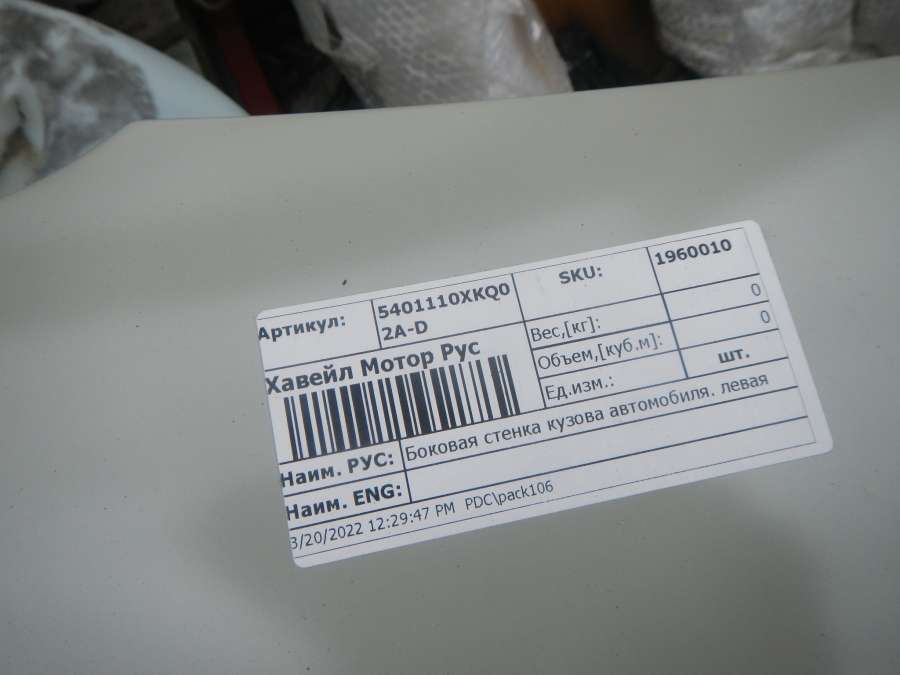 Артикул:
5401110XKQ0
2A-D
SKU:
1960010
Хавейл Мотор Рус
Вес,[кг]:
0
Объем,[куб.м]:
0
Ед.изм.:
шт.
Наим. РУС:
Боковая стенка кузова автомобиля. левая
Наим. ENG:
3/20/2022 12:29:47 PM PDC\pack106